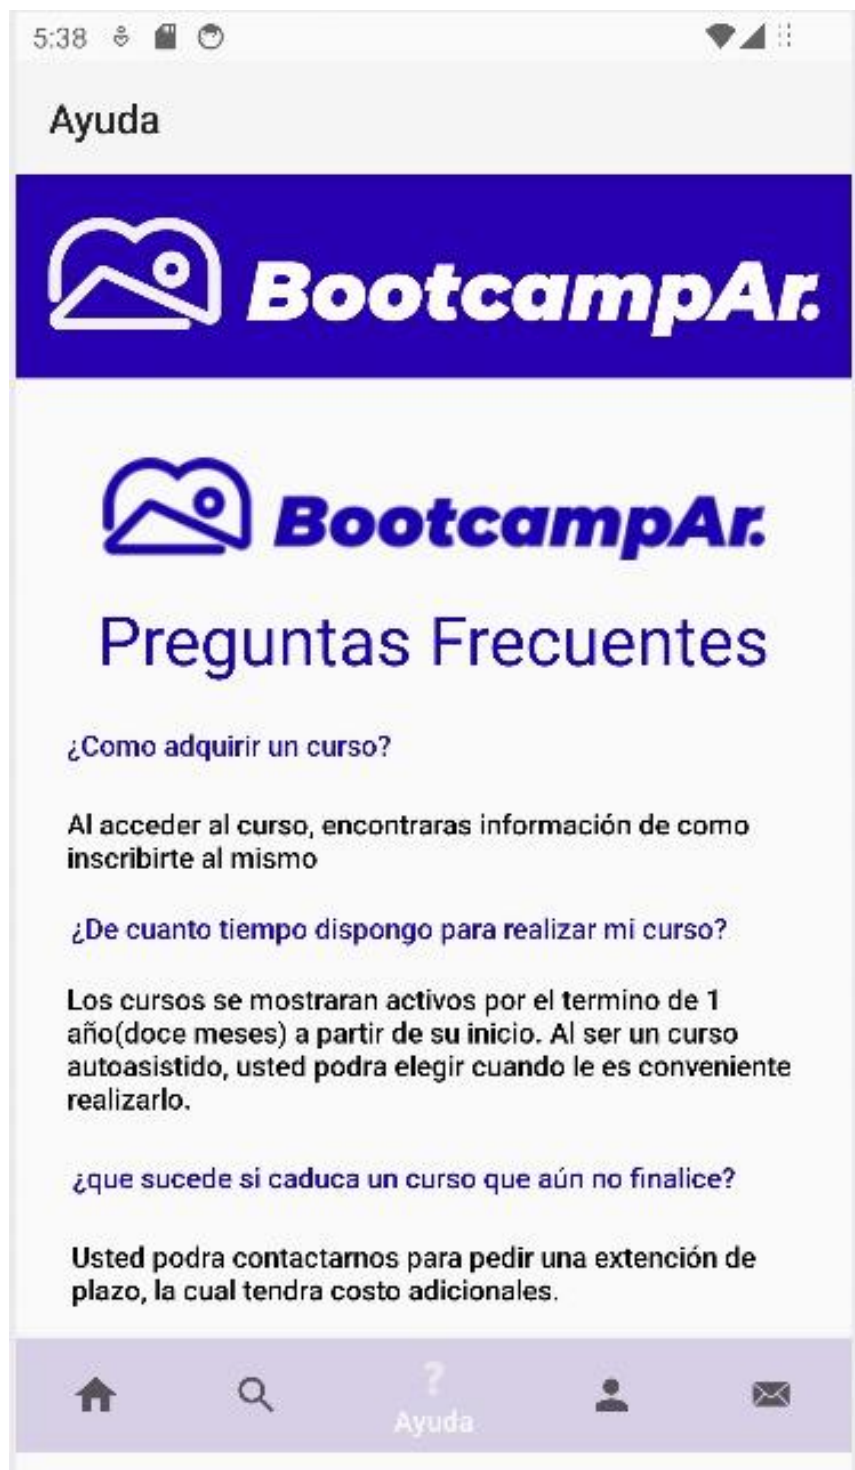 5:38
Ayuda
BootcampAr.
BootcampAr.
Preguntas Frecuentes
¿Como adquirir un curso?
Al acceder al curso, encontraras información de como
inscribirte al mismo
¿De cuanto tiempo dispongo para realizar mi curso?
Los cursos se mostraran activos por el termino de 1
año(doce meses) a partir de su inicio. Al ser un curso
autoasistido, usted podra elegir cuando le es conveniente
realizarlo.
¿que sucede si caduca un curso que aún no finalice?
Usted podra contactarnos para pedir una extención de
plazo, la cual tendra costo adicionales.
?
Ayuda